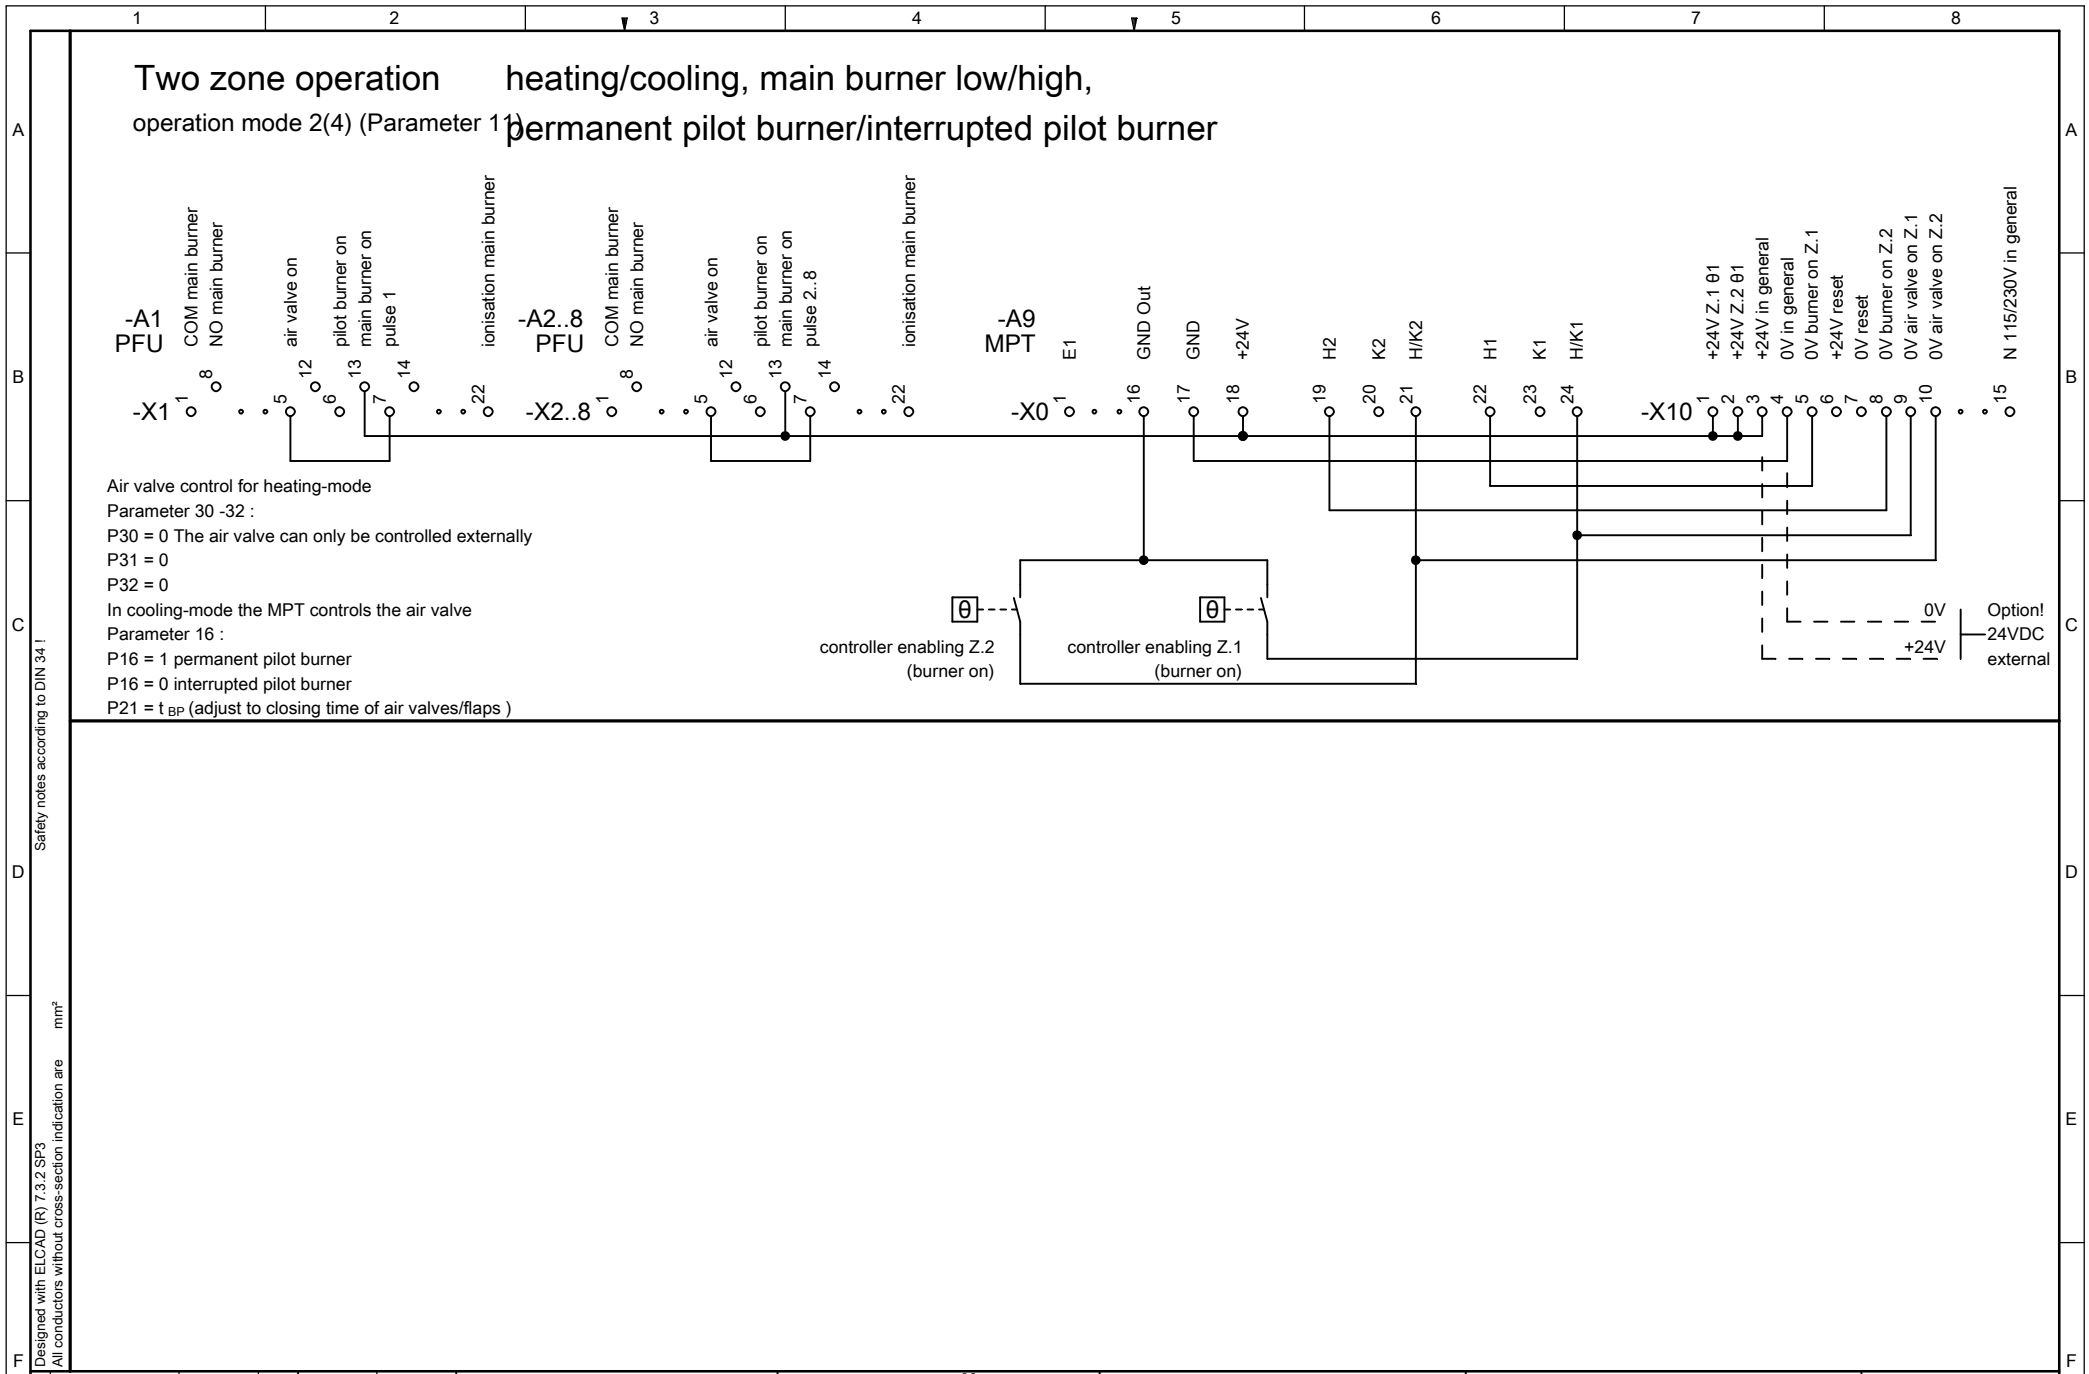 1 2 3 4 5 6 7 8
Two zone operation heating/cooling, main burner low/high,
operation mode 2(4) (Parameter 11) permanent pilot burner/interrupted pilot burner
A A
-A1
PFU
COM main burner
NO main burner
air valve on
pilot burner on
main burner on
pulse 1
ionisation main burner
-X1 1 8 5 12 6 13 7 14 22
-A2..8
PFU
COM main burner
NO main burner
air valve on
pilot burner on
main burner on
pulse 2..8
ionisation main burner
-X2..8 1 8 5 12 6 13 7 14 22
-A9
MPT
E1
GND Out
GND
+24V
H2
K2
H/K2
H1
K1
H/K1
-X0 1 16 17 18 19 20 21 22 23 24
+24V Z.1 θ1
+24V Z.2 θ1
+24V in general
0V in general
0V burner on Z.1
+24V reset
0V reset
0V burner on Z.2
0V air valve on Z.1
0V air valve on Z.2
N 115/230V in general
-X10 1 2 3 4 5 6 7 8 9 10 15
B B
Air valve control for heating-mode
Parameter 30 -32 :
P30 = 0 The air valve can only be controlled externally
P31 = 0
P32 = 0
In cooling-mode the MPT controls the air valve
Parameter 16 :
P16 = 1 permanent pilot burner
P16 = 0 interrupted pilot burner
P21 = t BP (adjust to closing time of air valves/flaps )
θ
controller enabling Z.2
(burner on)
θ
controller enabling Z.1
(burner on)
0V
+24V
Option!
24VDC
external
C C
D D
E E
F F
Safety notes according to DIN 34 !
Designed with ELCAD (R) 7.3.2 SP3
All conductors without cross-section indication are mm²